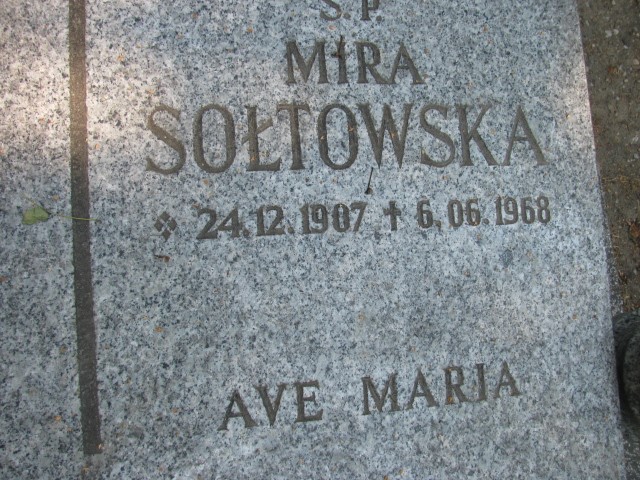 Ś.P.
MIRA
SOŁTOWSKA
❖ 24.12.1907 ✝ 6.06.1968
AVE MARIA